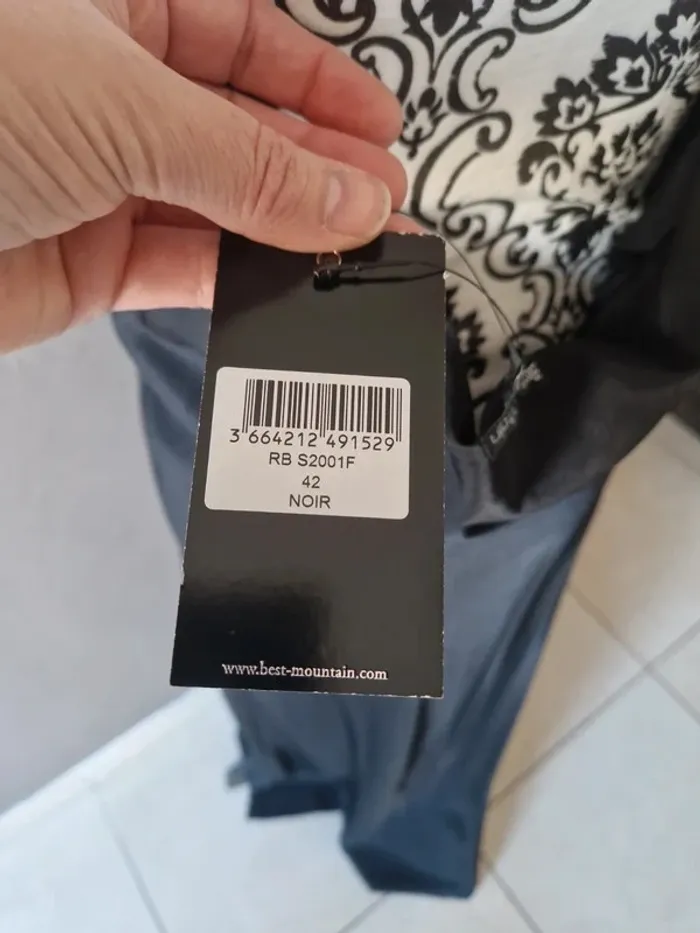 3 664212 491529
RB S2001F
42
NOIR
www.best-mountain.com